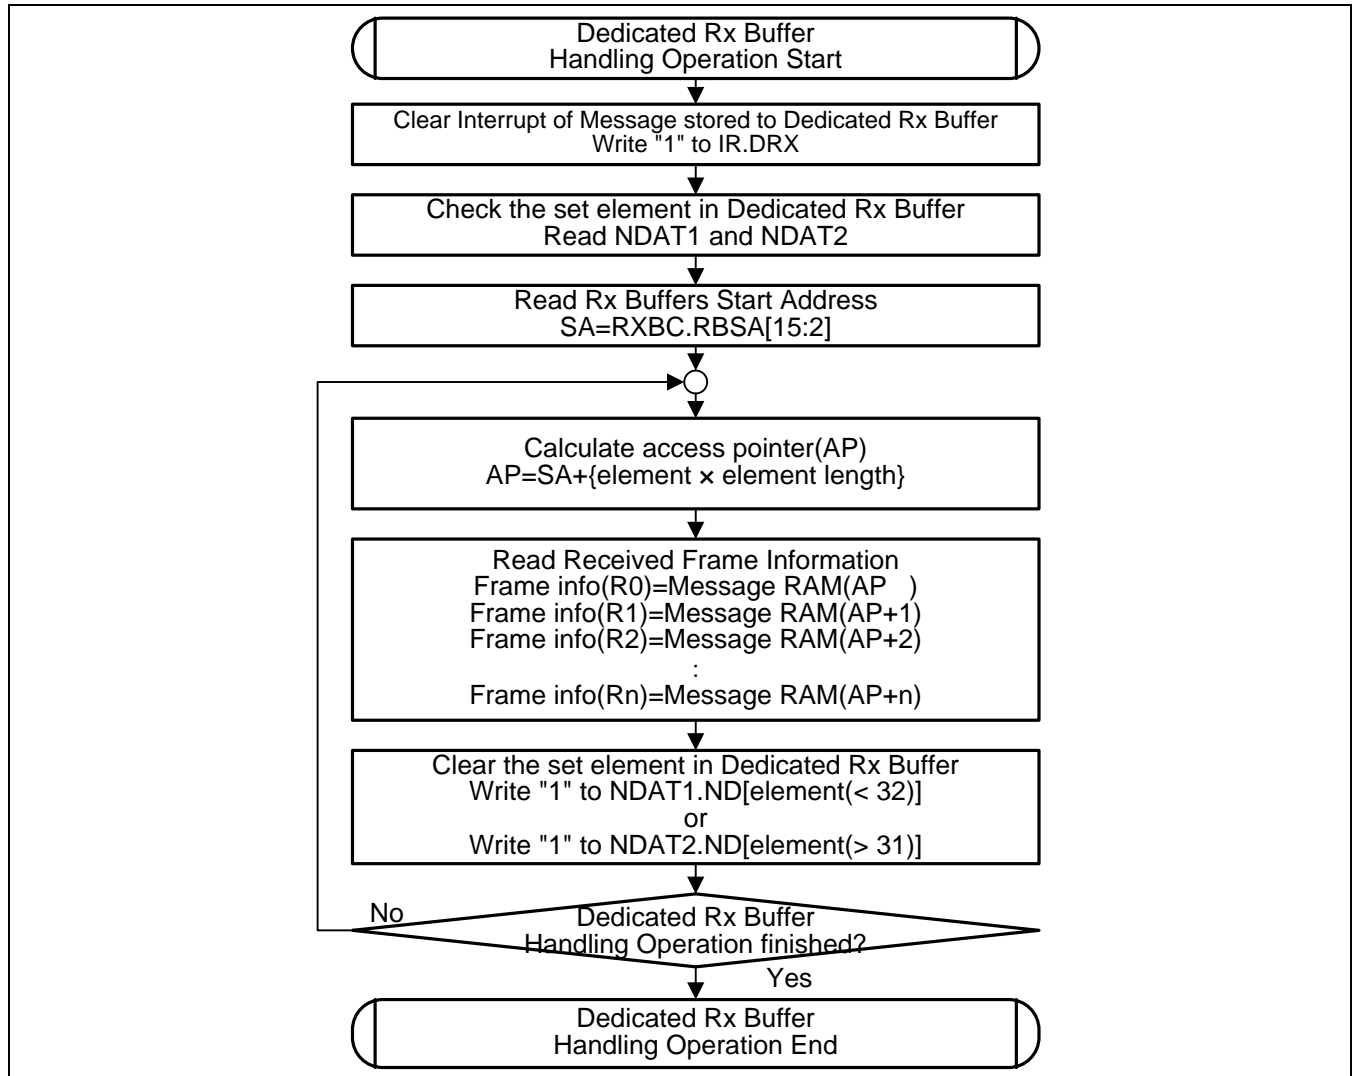 Dedicated Rx Buffer
Handling Operation Start
Clear Interrupt of Message stored to Dedicated Rx Buffer
Write "1" to IR.DRX
Check the set element in Dedicated Rx Buffer
Read NDAT1 and NDAT2
Read Rx Buffers Start Address
SA=RXBC.RBSA[15:2]
Calculate access pointer(AP)
AP=SA+{element × element length}
Read Received Frame Information
Frame info(R0)=Message RAM(AP   )
Frame info(R1)=Message RAM(AP+1)
Frame info(R2)=Message RAM(AP+2)
:
Frame info(Rn)=Message RAM(AP+n)
Clear the set element in Dedicated Rx Buffer
Write "1" to NDAT1.ND[element(< 32)]
or
Write "1" to NDAT2.ND[element(> 31)]
No
Dedicated Rx Buffer
Handling Operation finished?
Yes
Dedicated Rx Buffer
Handling Operation End